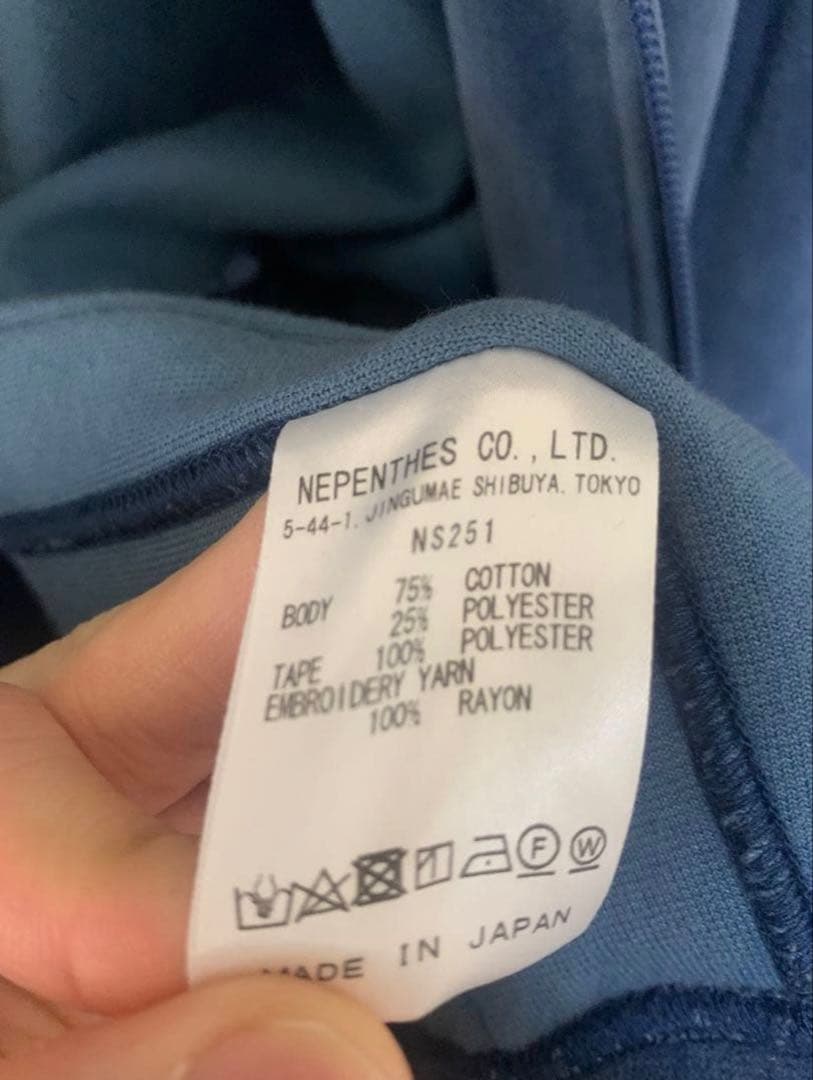 NEPENTHES CO., LTD.
5-44-1. JINGUMAE SHIBUYA. TOKYO
NS251
BODY 75% COTTON
25% POLYESTER
TAPE 100% POLYESTER
EMBROIDERY YARN
100% RAYON
F W
MADE IN JAPAN